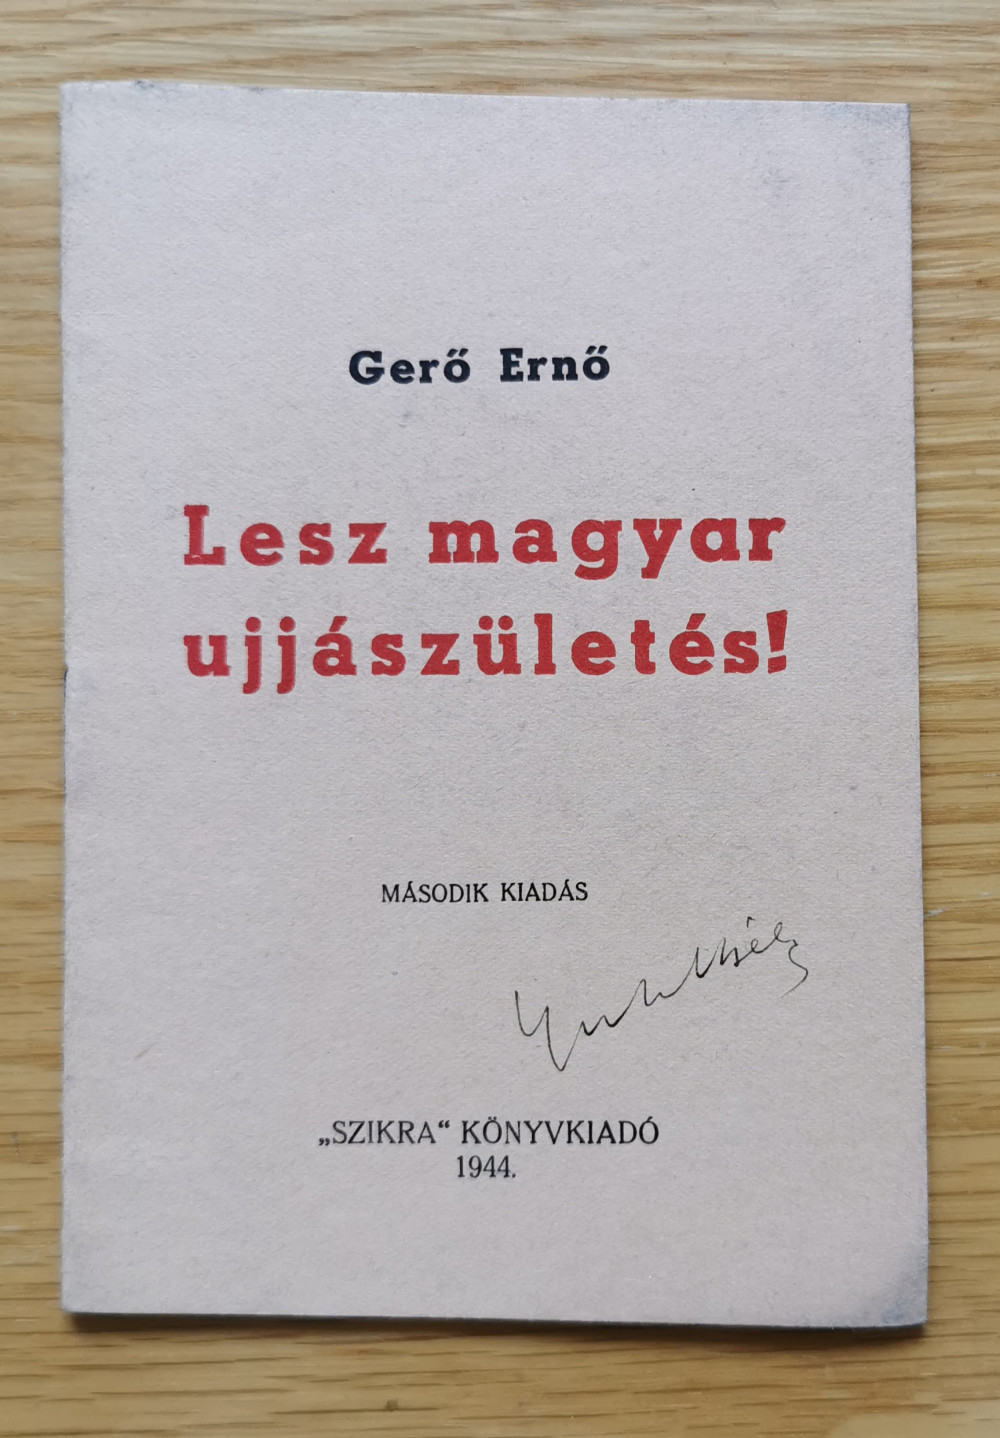 Gerő Ernő
Lesz magyar
ujjászületés!
MÁSODIK KIADÁS
„SZIKRA“ KÖNYVKIADÓ
1944.